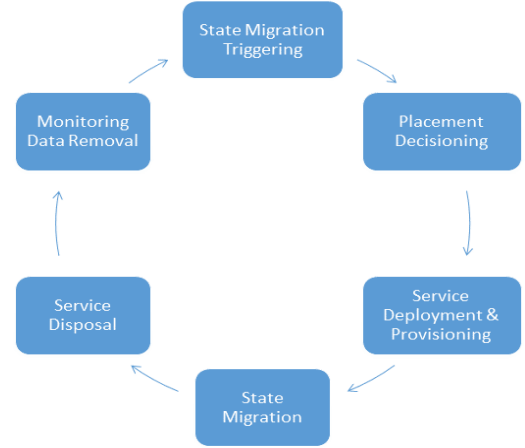 State Migration
Triggering
Placement
Decisioning
Service
Deployment &
Provisioning
State
Migration
Service
Disposal
Monitoring
Data Removal